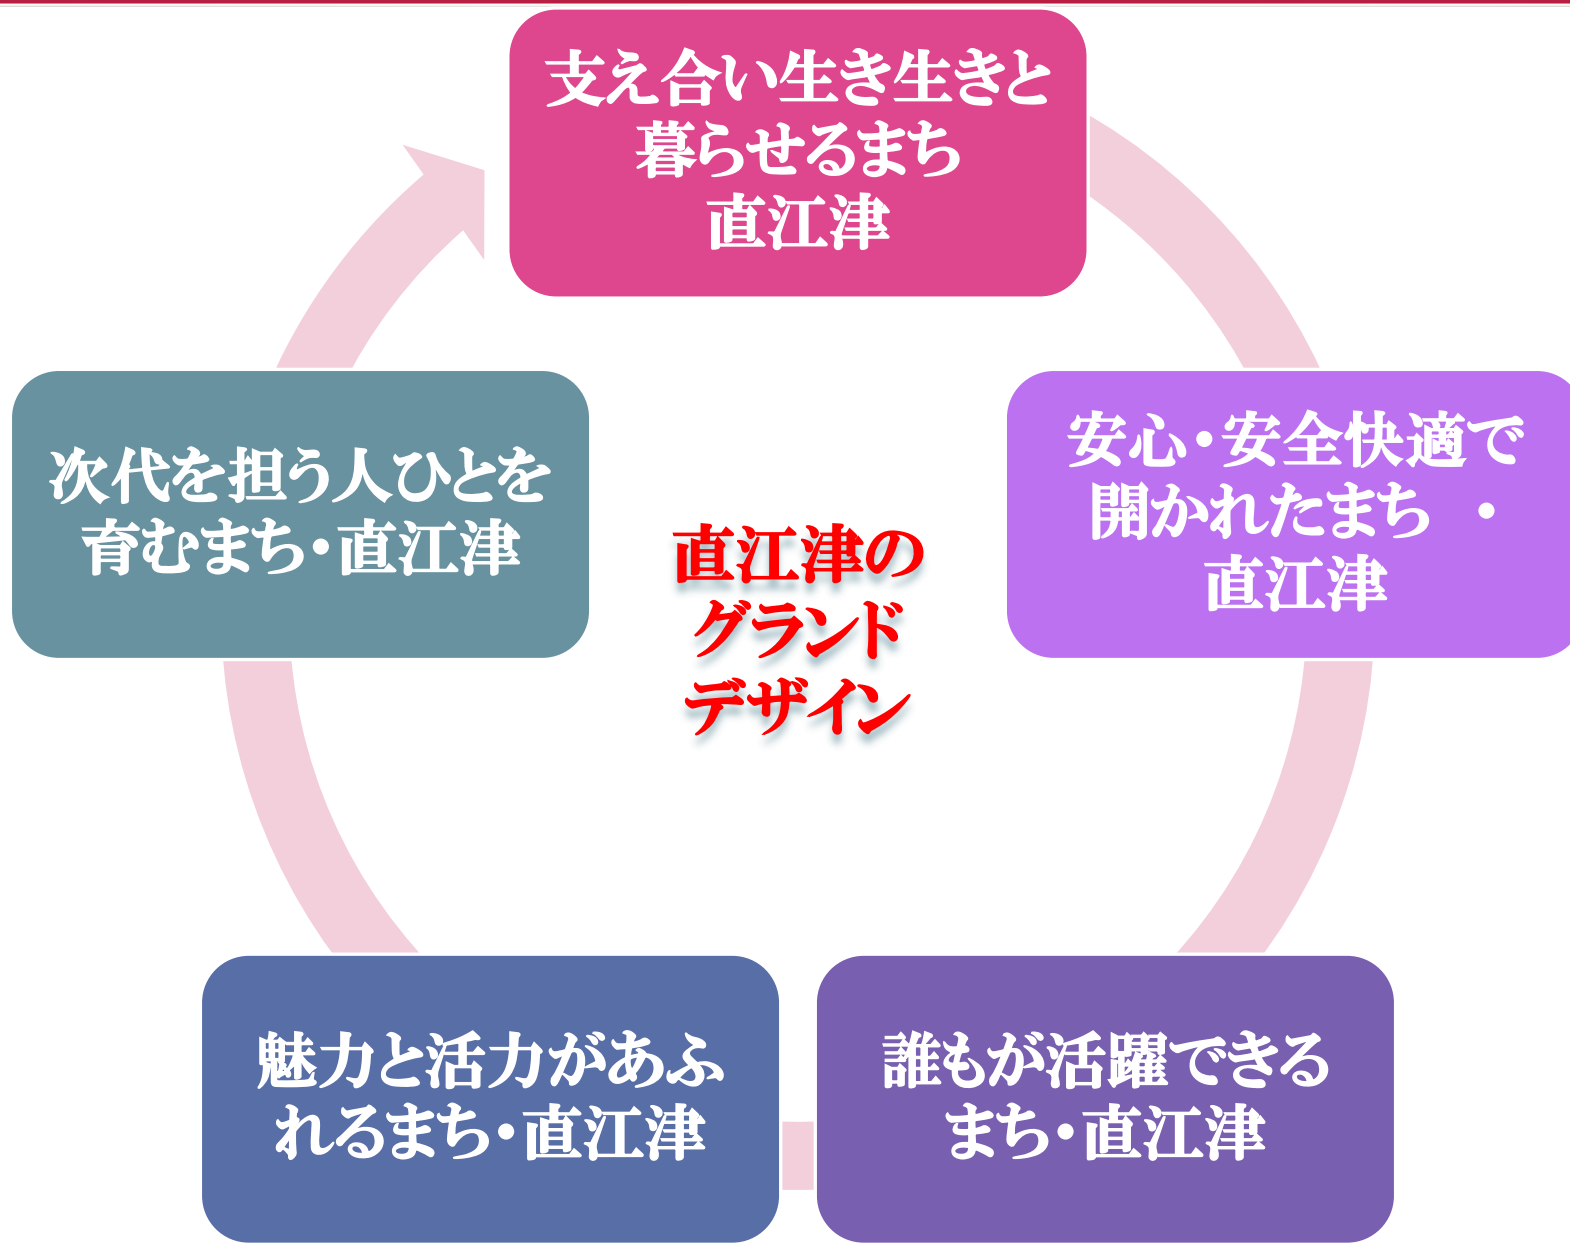 支え合い生き生きと
暮らせるまち
直江津
安心・安全快適で
開かれたまち　・
直江津
誰もが活躍できる
まち・直江津
魅力と活力があふ
れるまち・直江津
次代を担う人ひとを
育むまち・直江津
直江津の
グランド
デザイン